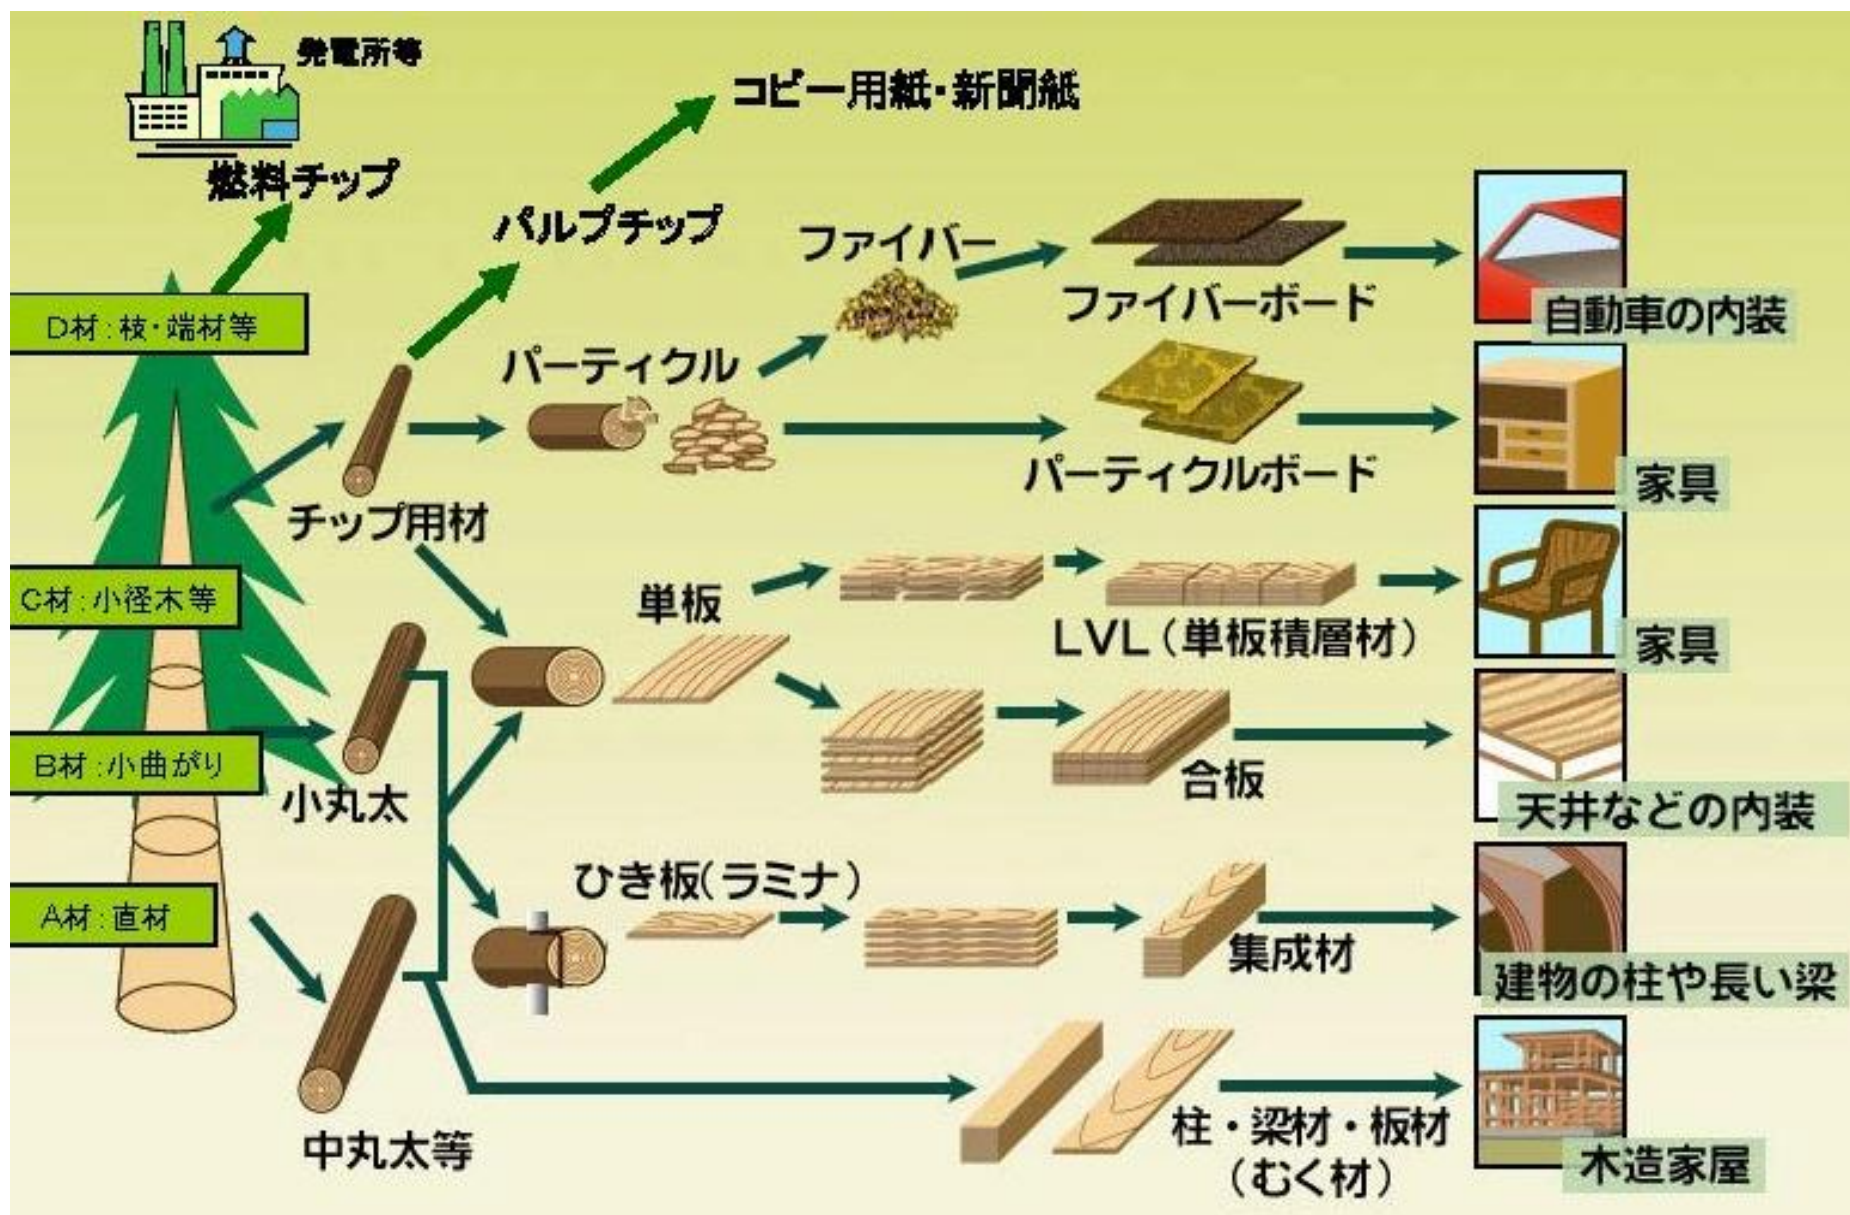 発電所等
コピー用紙・新聞紙
燃料チップ
パルプチップ
ファイバー
ファイバーボード
自動車の内装
D材：枝・端材等
パーティクル
パーティクルボード
家具
チップ用材
C材：小径木等
単板
LVL（単板積層材）
家具
B材：小曲がり
小丸太
合板
天井などの内装
ひき板（ラミナ）
A材：直材
集成材
建物の柱や長い梁
中丸太等
柱・梁材・板材
（むく材）
木造家屋